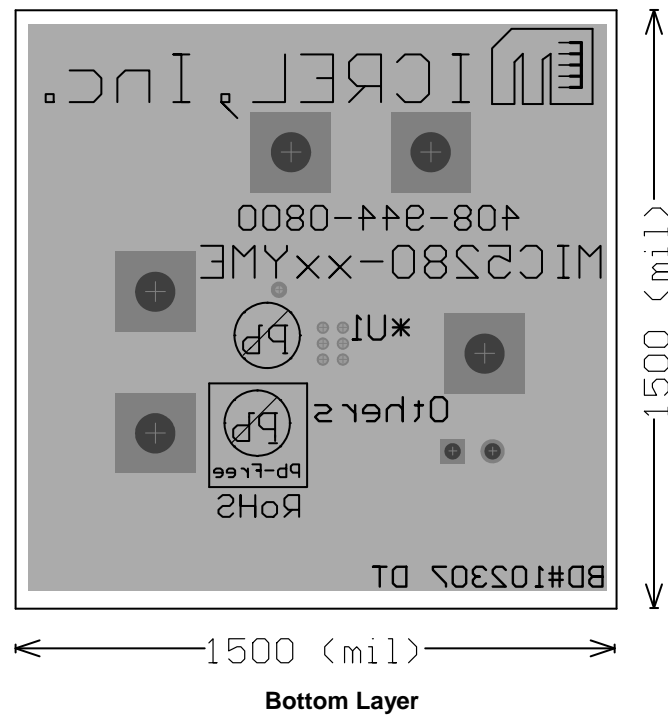 MICREL, Inc.
408-944-0800
MIC5280-xxYME
*U1
Pb
Others
Pb
Pb-Free
RoHS
BD#102307 DT
1500 (mil)
1500 (mil)
Bottom Layer